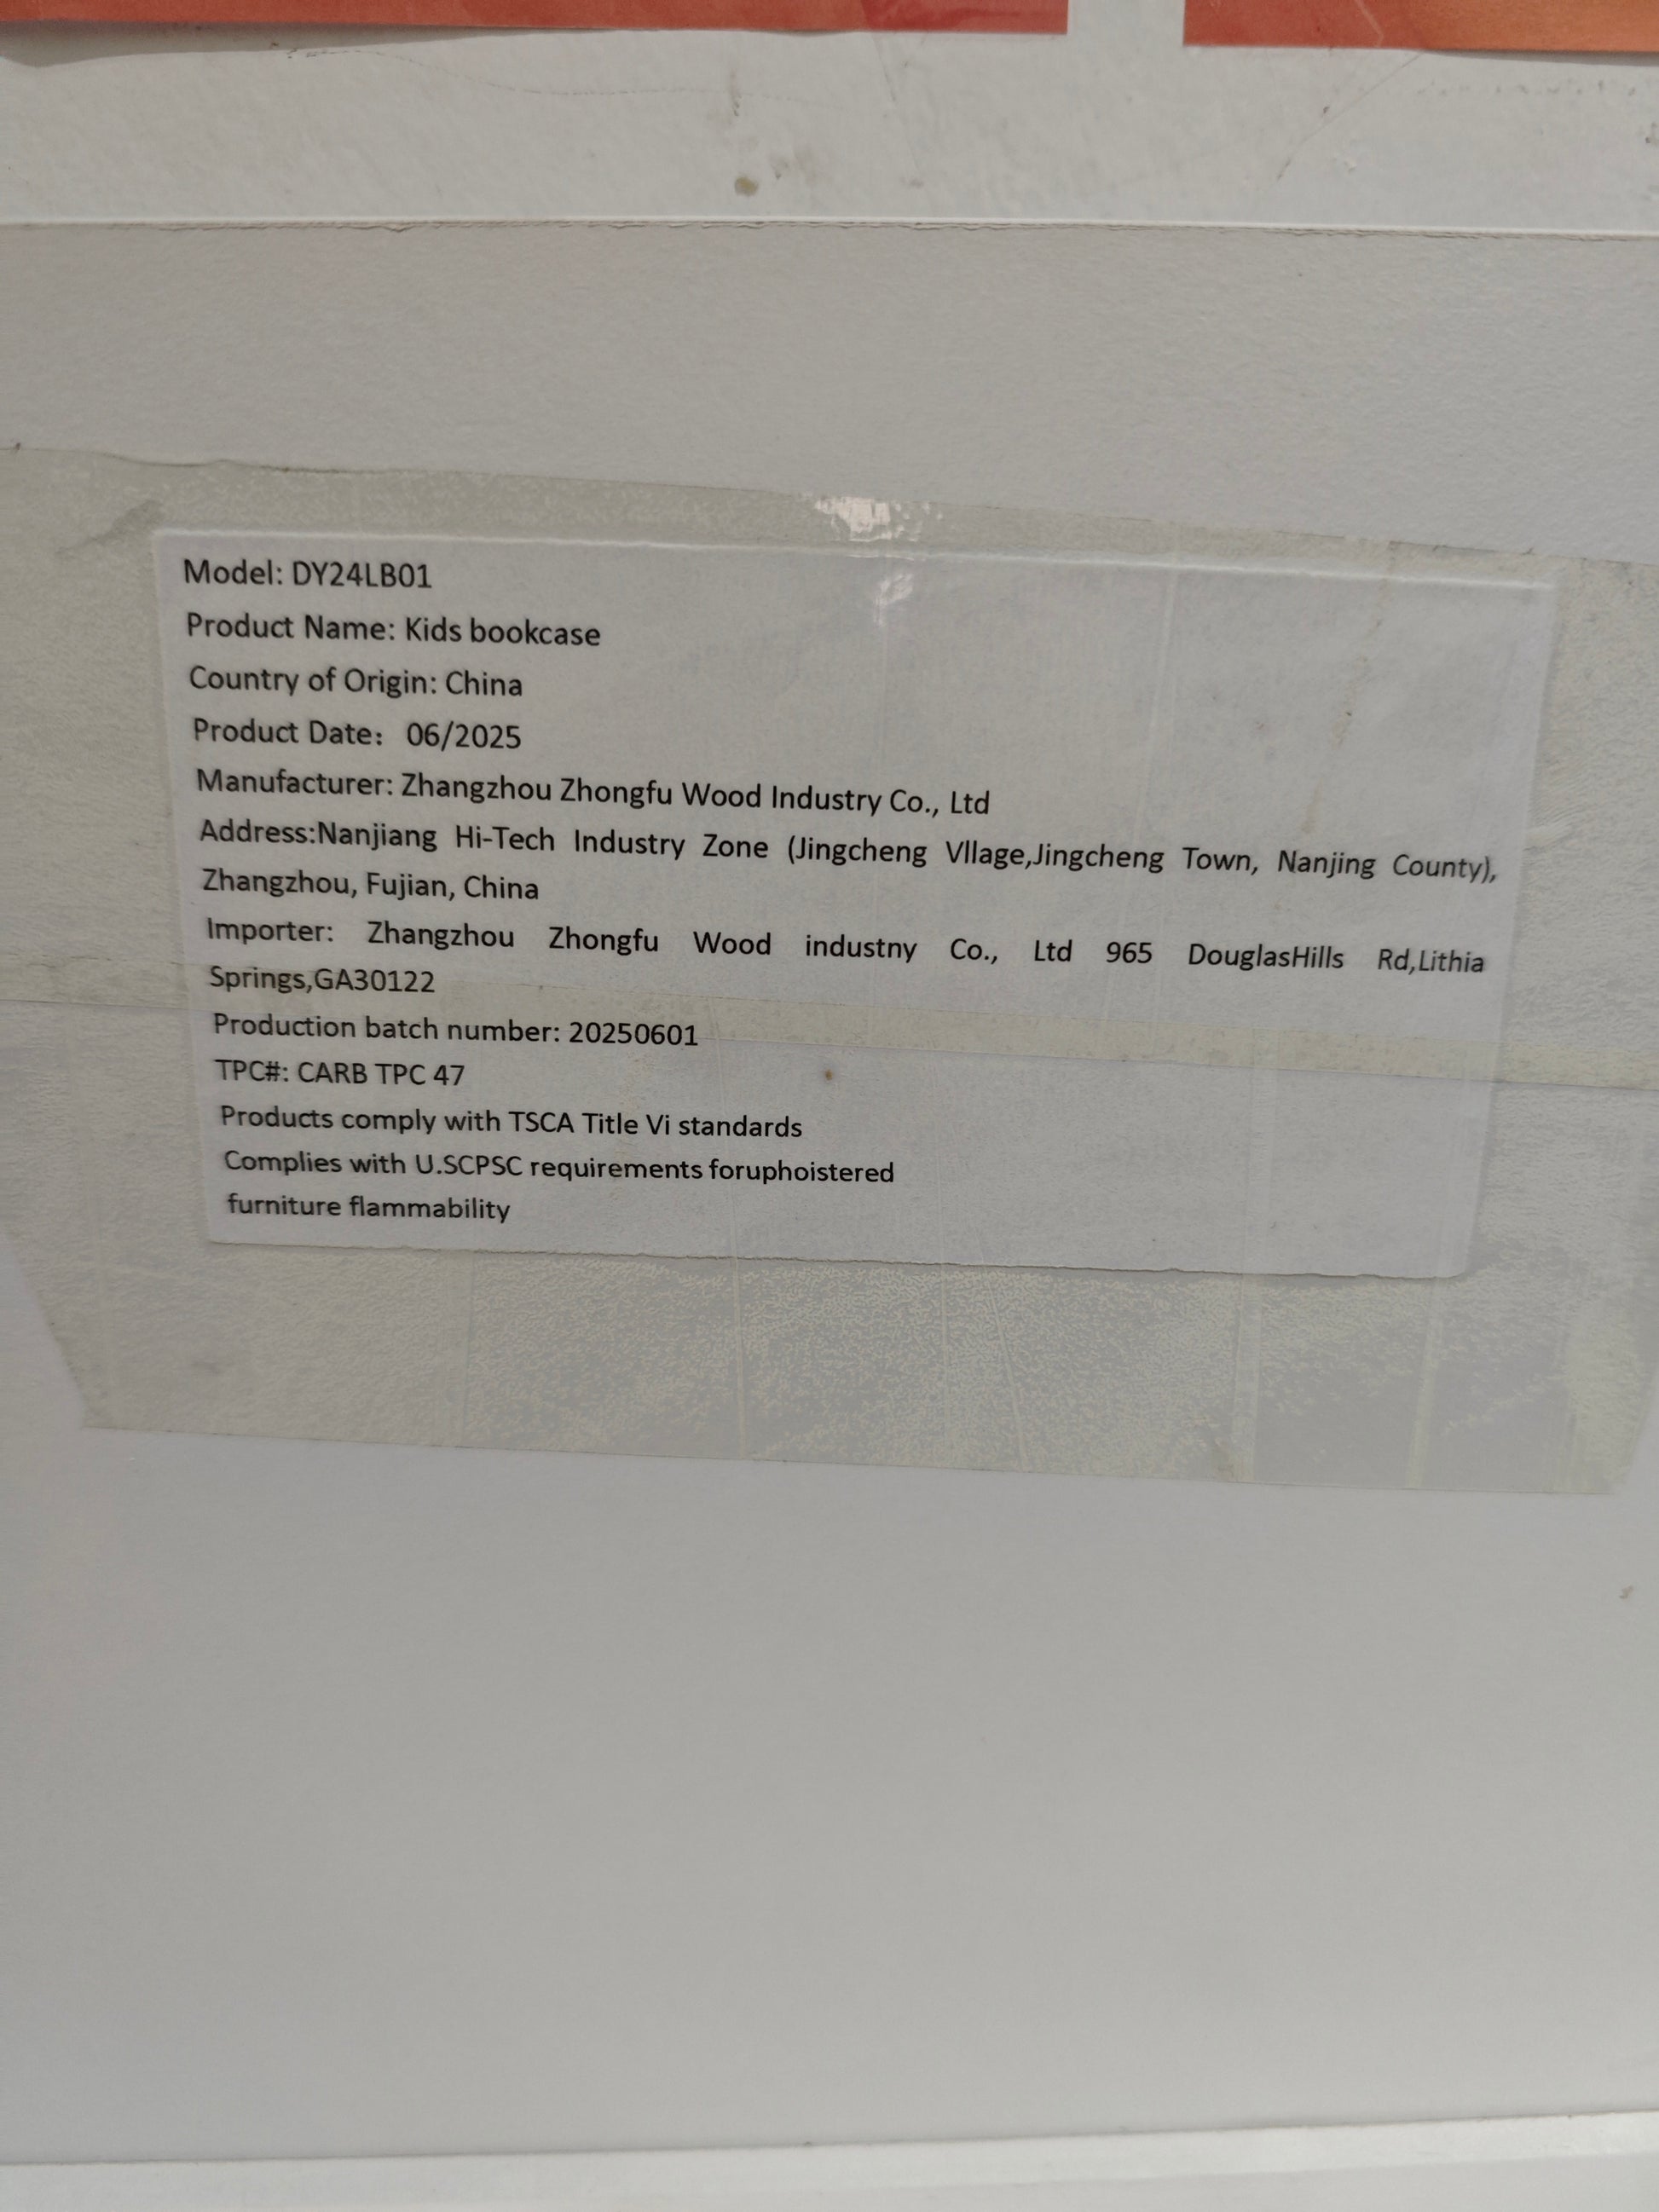 Model: DY24LB01
Product Name: Kids bookcase
Country of Origin: China
Product Date： 06/2025
Manufacturer: Zhangzhou Zhongfu Wood Industry Co., Ltd
Address:Nanjiang Hi-Tech Industry Zone (Jingcheng Vllage,Jingcheng Town, Nanjing County),
Zhangzhou, Fujian, China
Importer: Zhangzhou Zhongfu Wood industny Co., Ltd 965 DouglasHills Rd,Lithia
Springs,GA30122
Production batch number: 20250601
TPC#: CARB TPC 47
Products comply with TSCA Title Vi standards
Complies with U.SCPSC requirements foruphoistered
furniture flammability